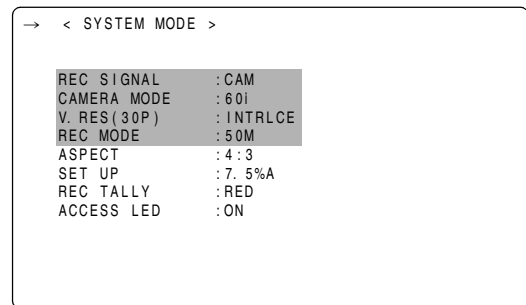 → < SYSTEM MODE >
REC SIGNAL :CAM
CAMERA MODE :60i
V. RES(30P) :INTRLCE
REC MODE :50M
ASPECT :4:3
SET UP :7. 5%A
REC TALLY :RED
ACCESS LED :ON